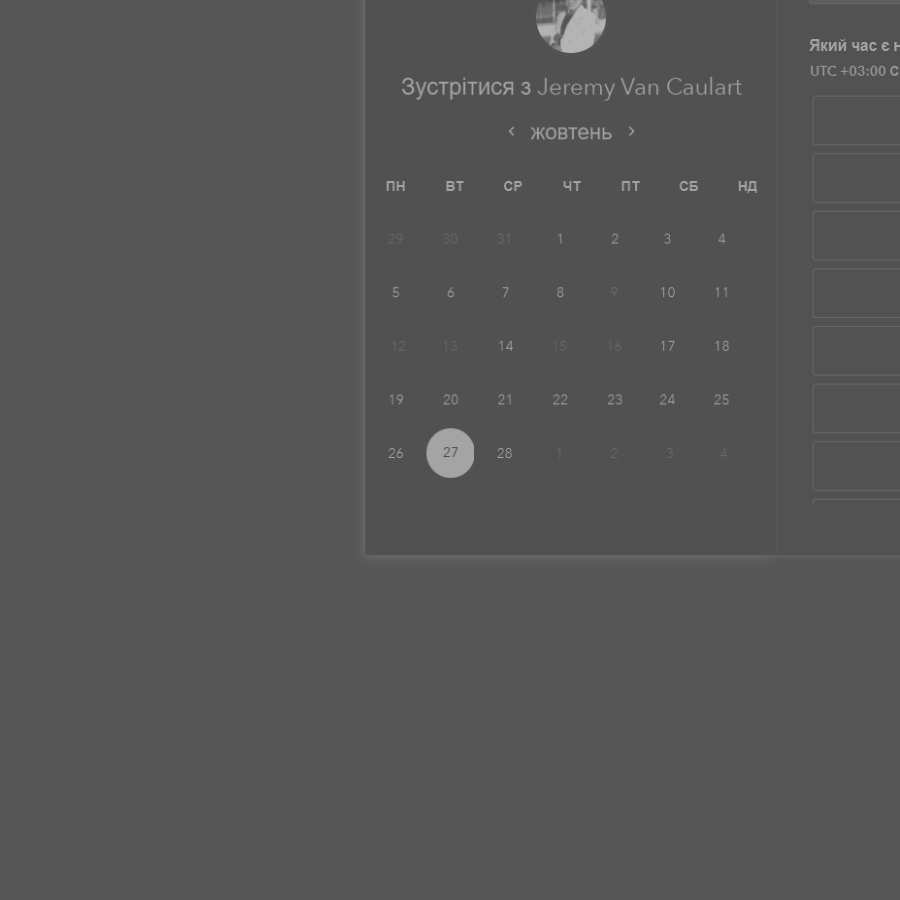 Який час є
UTC +03:00
Зустрітися з Jeremy Van Caulart
‹ жовтень ›
ПН ВТ СР ЧТ ПТ СБ НД
29 30 31 1 2 3 4
5 6 7 8 9 10 11
12 13 14 15 16 17 18
19 20 21 22 23 24 25
26 27 28 1 2 3 4